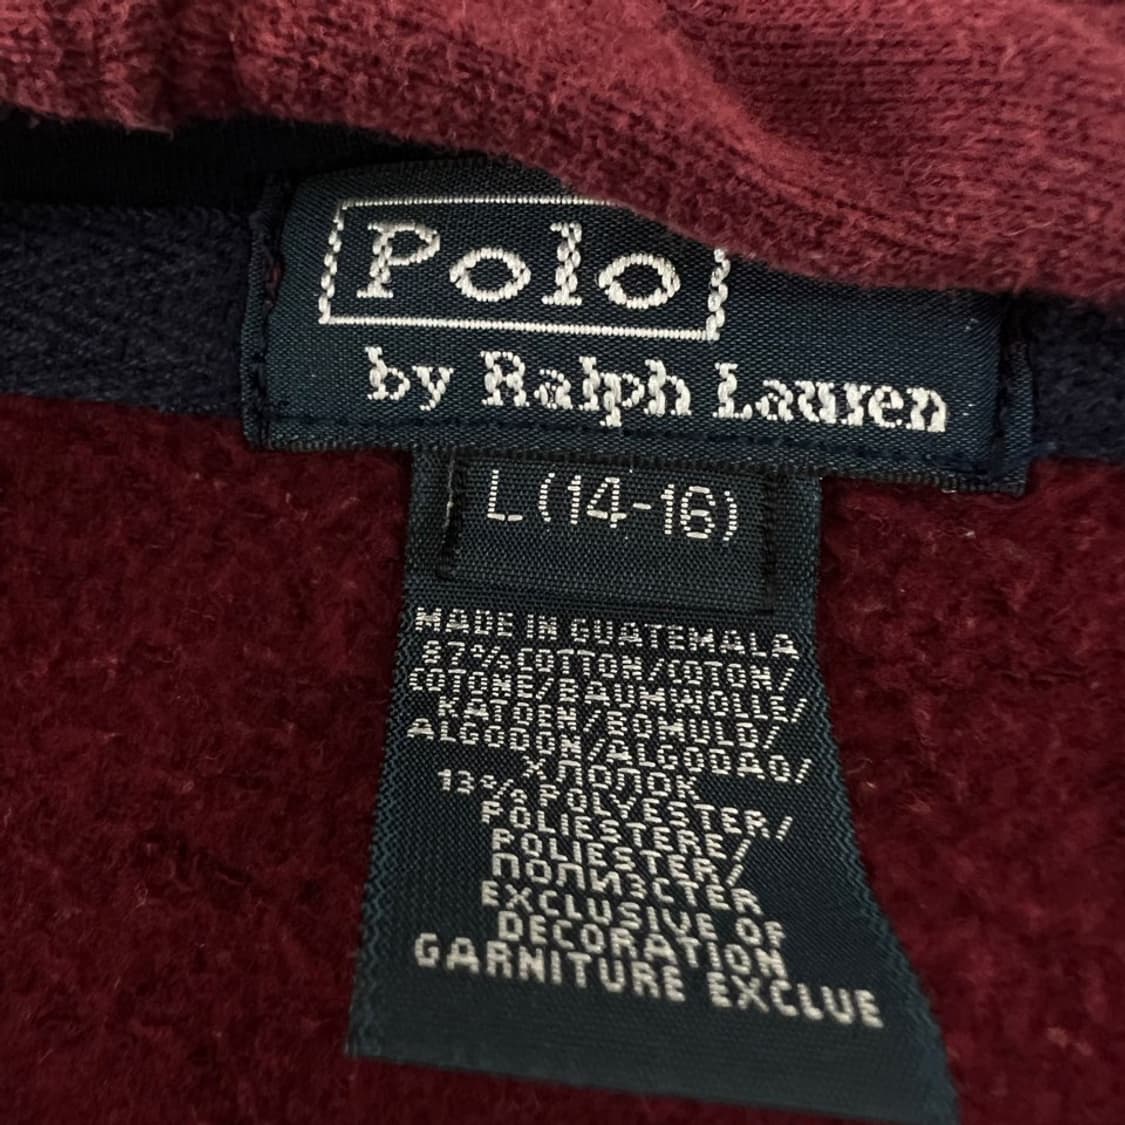 Polo
by Ralph Lauren
L (14-16)
MADE IN GUATEMALA
87% COTTON/COTON/
COTONE/BAUMWOLLE/
KATOEN/BOMULD/
ALGODON/ALGODAO/
ХЛОПОК
13% POLYESTER/
POLIESTERE/
POLIESTER/
ПОЛИЭСТЕР
EXCLUSIVE OF
DECORATION
GARNITURE EXCLUE